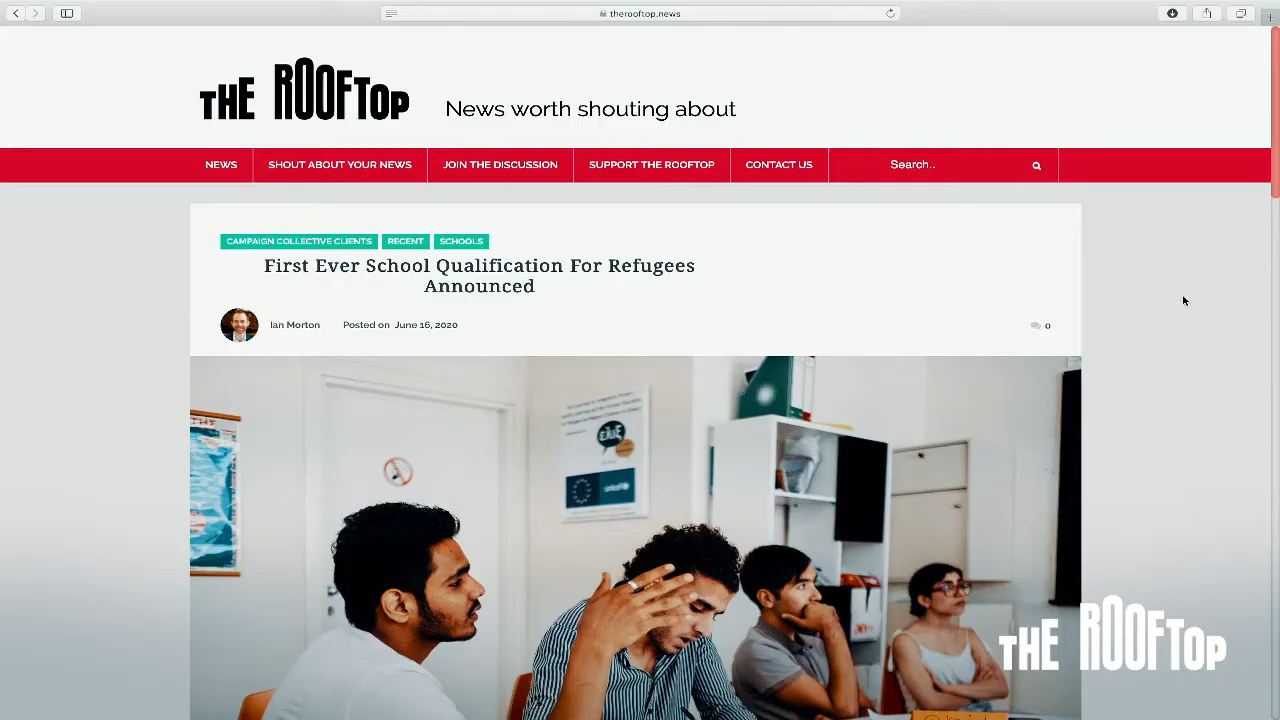 therooftop.news
THE ROOFTOP
News worth shouting about
NEWS
SHOUT ABOUT YOUR NEWS
JOIN THE DISCUSSION
SUPPORT THE ROOFTOP
CONTACT US
Search..
CAMPAIGN COLLECTIVE CLIENTS
RECENT
SCHOOLS
First Ever School Qualification For Refugees
Announced
Ian Morton
Posted on June 16, 2020
0
unicef
THE ROOFTOP